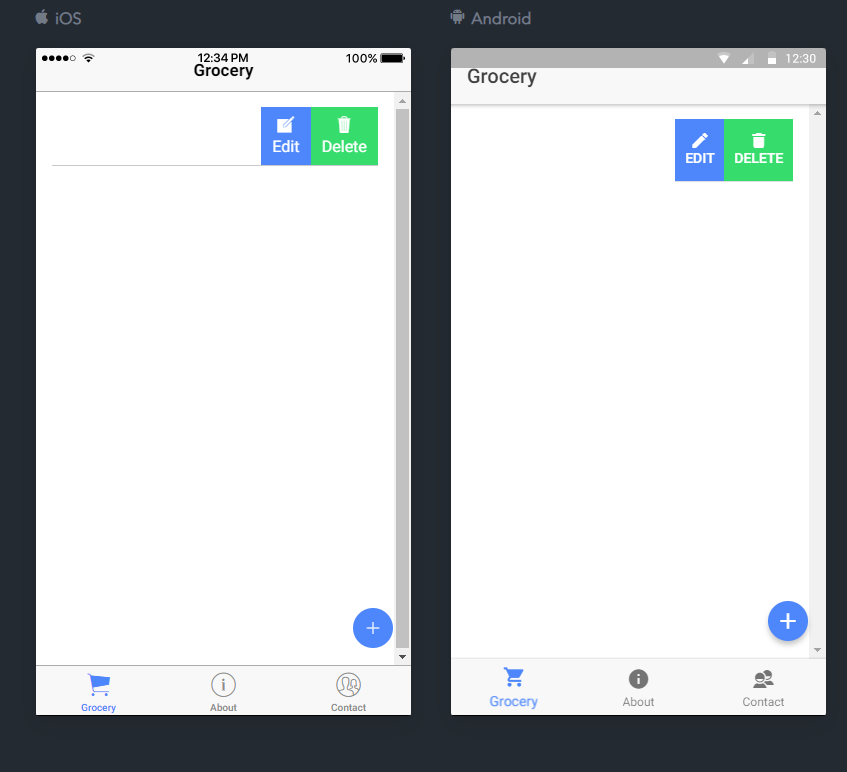 iOS
12:34 PM
100%
Grocery
Edit
Delete
Grocery
About
Contact
Android
12:30
Grocery
EDIT
DELETE
Grocery
About
Contact